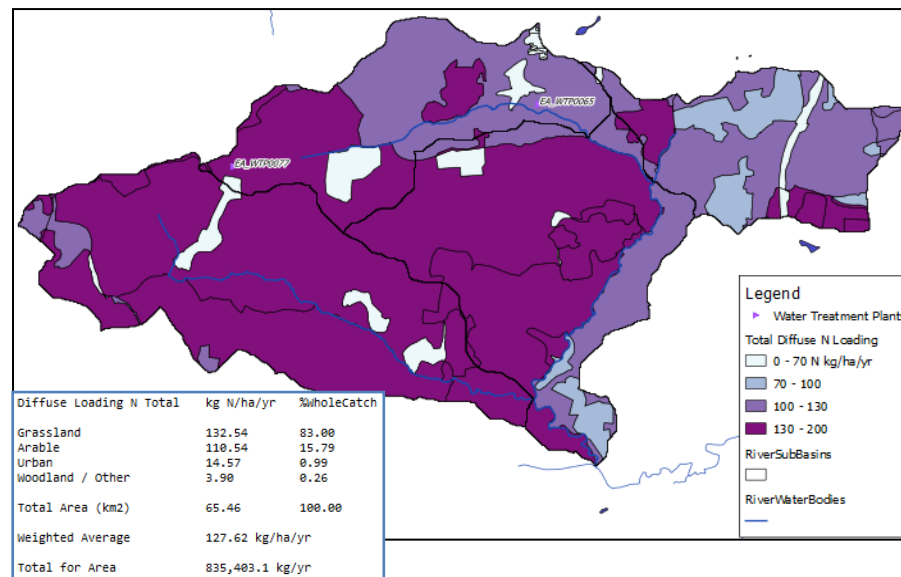 EA_WTP0065
EA_WTP0077
Legend
Water Treatment Plant
Total Diffuse N Loading
0 - 70 N kg/ha/yr
70 - 100
100 - 130
130 - 200
RiverSubBasins
RiverWaterBodies
Diffuse Loading N Total kg N/ha/yr %WholeCatch
Grassland 132.54 83.00
Arable 110.54 15.79
Urban 14.57 0.99
Woodland / Other 3.90 0.26
Total Area (km2) 65.46 100.00
Weighted Average 127.62 kg/ha/yr
Total for Area 835,403.1 kg/yr